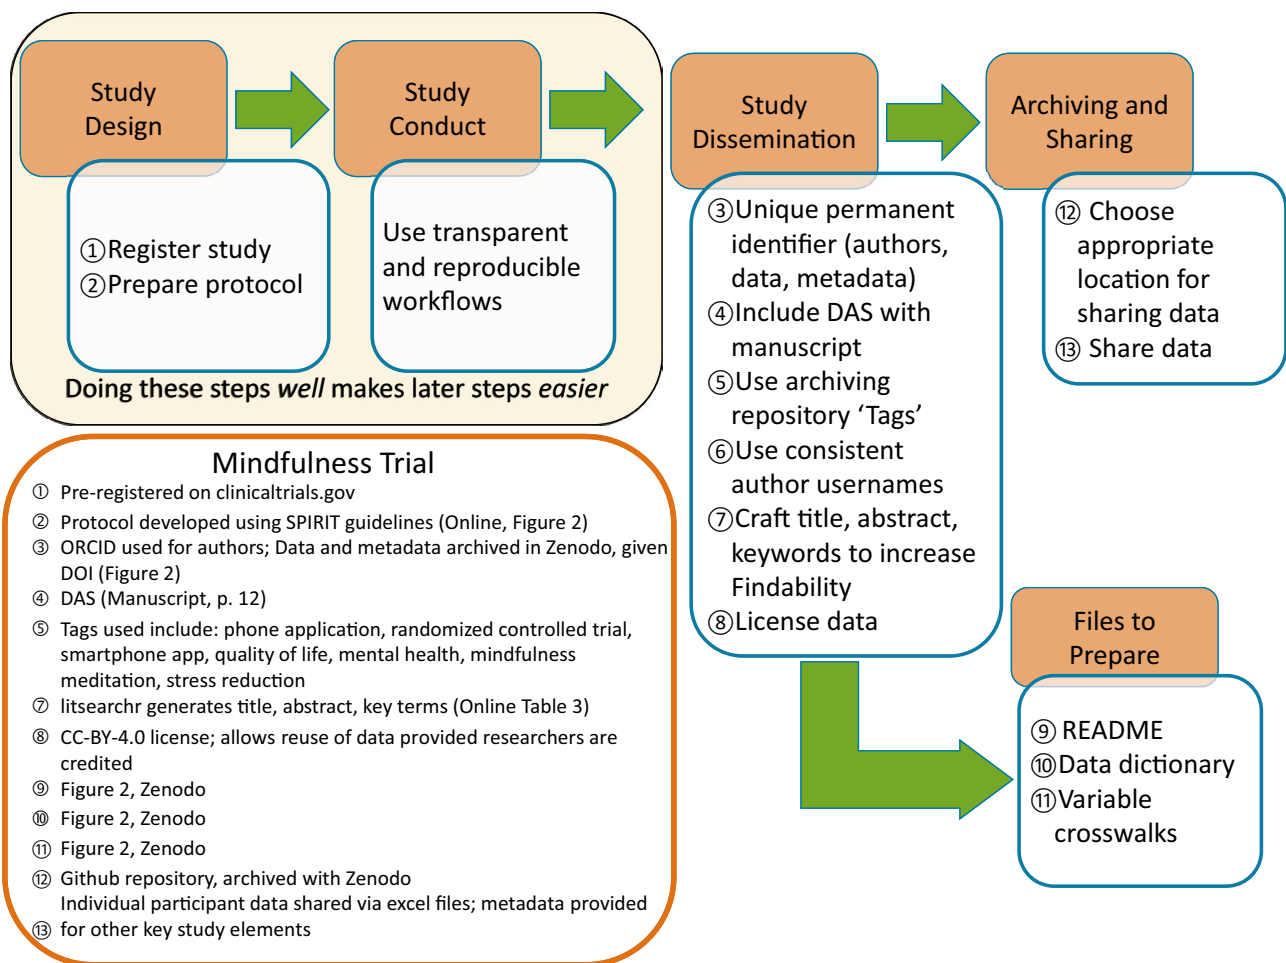 Study
Design
Study
Conduct
①Register study
②Prepare protocol
Use transparent
and reproducible
workflows
Doing these steps well makes later steps easier
Study
Dissemination
③Unique permanent
identifier (authors,
data, metadata)
④Include DAS with
manuscript
⑤Use archiving
repository ‘Tags’
⑥Use consistent
author usernames
⑦Craft title, abstract,
keywords to increase
Findability
⑧License data
Archiving and
Sharing
⑫ Choose
appropriate
location for
sharing data
⑬ Share data
Files to
Prepare
⑨ README
⑩Data dictionary
⑪Variable
crosswalks
Mindfulness Trial
① Pre-registered on clinicaltrials.gov
② Protocol developed using SPIRIT guidelines (Online, Figure 2)
③ ORCID used for authors; Data and metadata archived in Zenodo, given
DOI (Figure 2)
④ DAS (Manuscript, p. 12)
⑤ Tags used include: phone application, randomized controlled trial,
smartphone app, quality of life, mental health, mindfulness
meditation, stress reduction
⑦ litsearchr generates title, abstract, key terms (Online Table 3)
⑧ CC-BY-4.0 license; allows reuse of data provided researchers are
credited
⑨ Figure 2, Zenodo
⑩ Figure 2, Zenodo
⑪ Figure 2, Zenodo
⑫ Github repository, archived with Zenodo
Individual participant data shared via excel files; metadata provided
⑬ for other key study elements